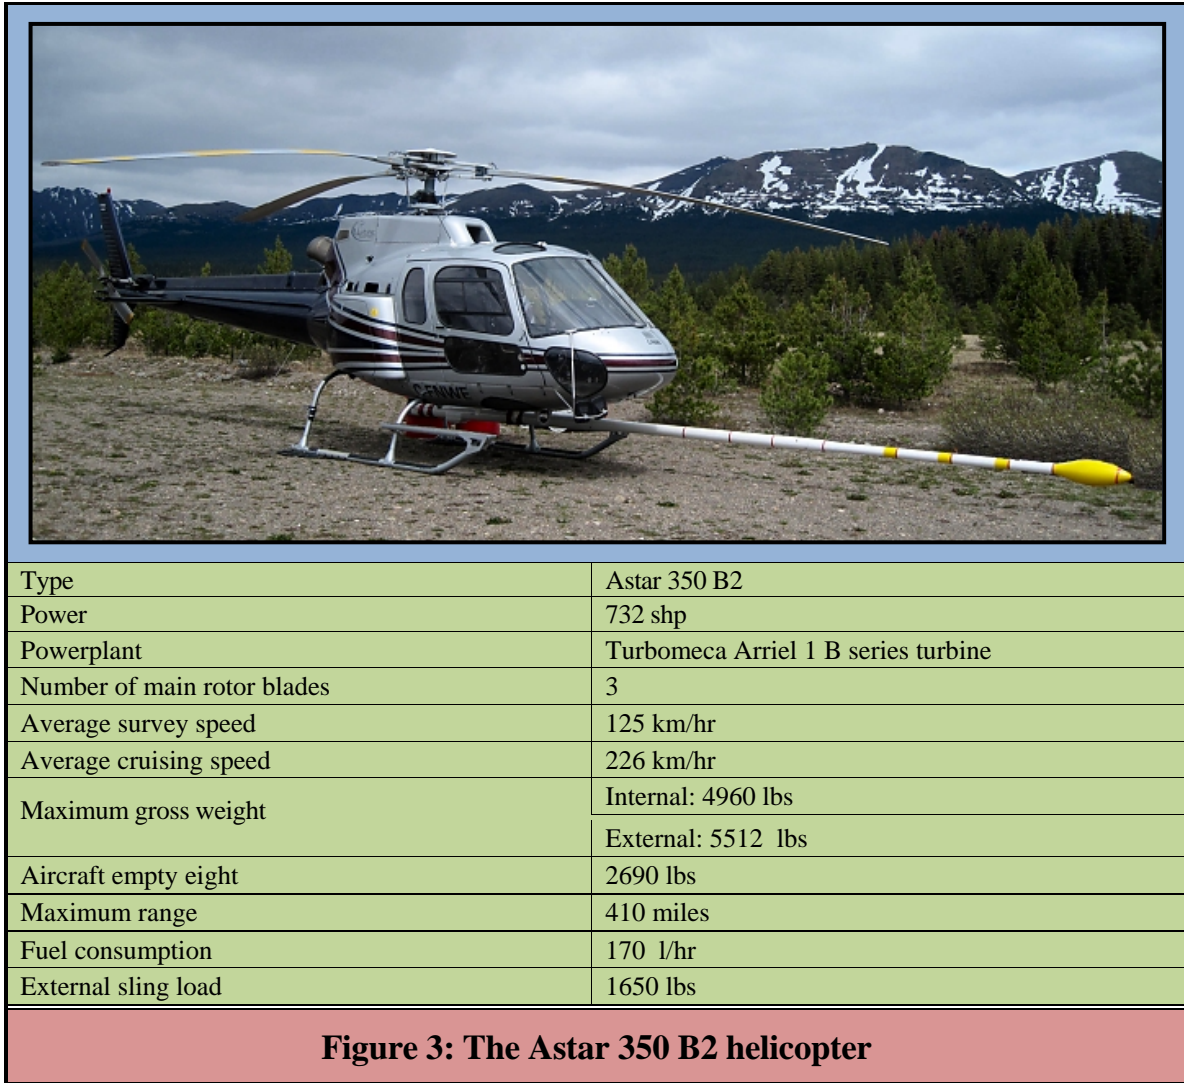 C-FNWE
Type Astar 350 B2
Power 732 shp
Powerplant Turbomeca Arriel 1 B series turbine
Number of main rotor blades 3
Average survey speed 125 km/hr
Average cruising speed 226 km/hr
Maximum gross weight Internal: 4960 lbs
External: 5512 lbs
Aircraft empty eight 2690 lbs
Maximum range 410 miles
Fuel consumption 170 l/hr
External sling load 1650 lbs
Figure 3: The Astar 350 B2 helicopter